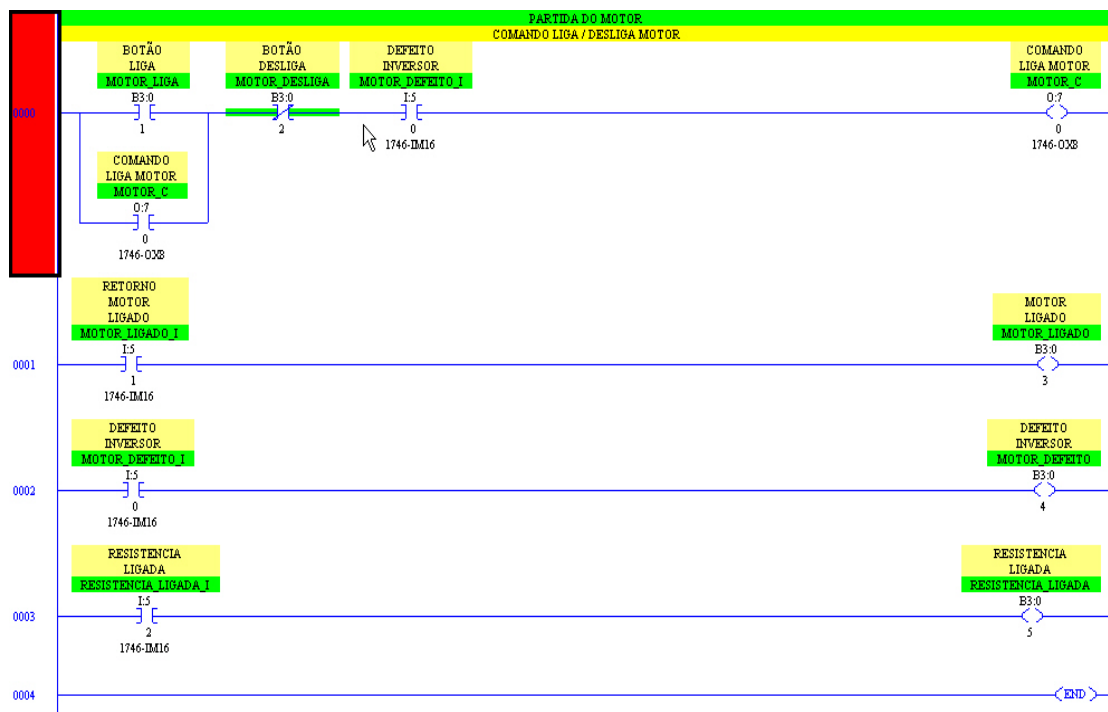 PARTIDA DO MOTOR
COMANDO LIGA / DESLIGA MOTOR
BOTÃO
LIGA
MOTOR_LIGA
B3:0
1
BOTÃO
DESLIGA
MOTOR_DESLIGA
B3:0
2
DEFEITO
INVERSOR
MOTOR_DEFEITO_I
I:5
0
1746-IM16
COMANDO
LIGA MOTOR
MOTOR_C
O:7
0
1746-OX8
0000
COMANDO
LIGA MOTOR
MOTOR_C
O:7
0
1746-OX8
RETORNO
MOTOR
LIGADO
MOTOR_LIGADO_I
I:5
1
1746-IM16
MOTOR
LIGADO
MOTOR_LIGADO
B3:0
3
0001
DEFEITO
INVERSOR
MOTOR_DEFEITO_I
I:5
0
1746-IM16
DEFEITO
INVERSOR
MOTOR_DEFEITO
B3:0
4
0002
RESISTENCIA
LIGADA
RESISTENCIA_LIGADA_I
I:5
2
1746-IM16
RESISTENCIA
LIGADA
RESISTENCIA_LIGADA
B3:0
5
0003
0004
END